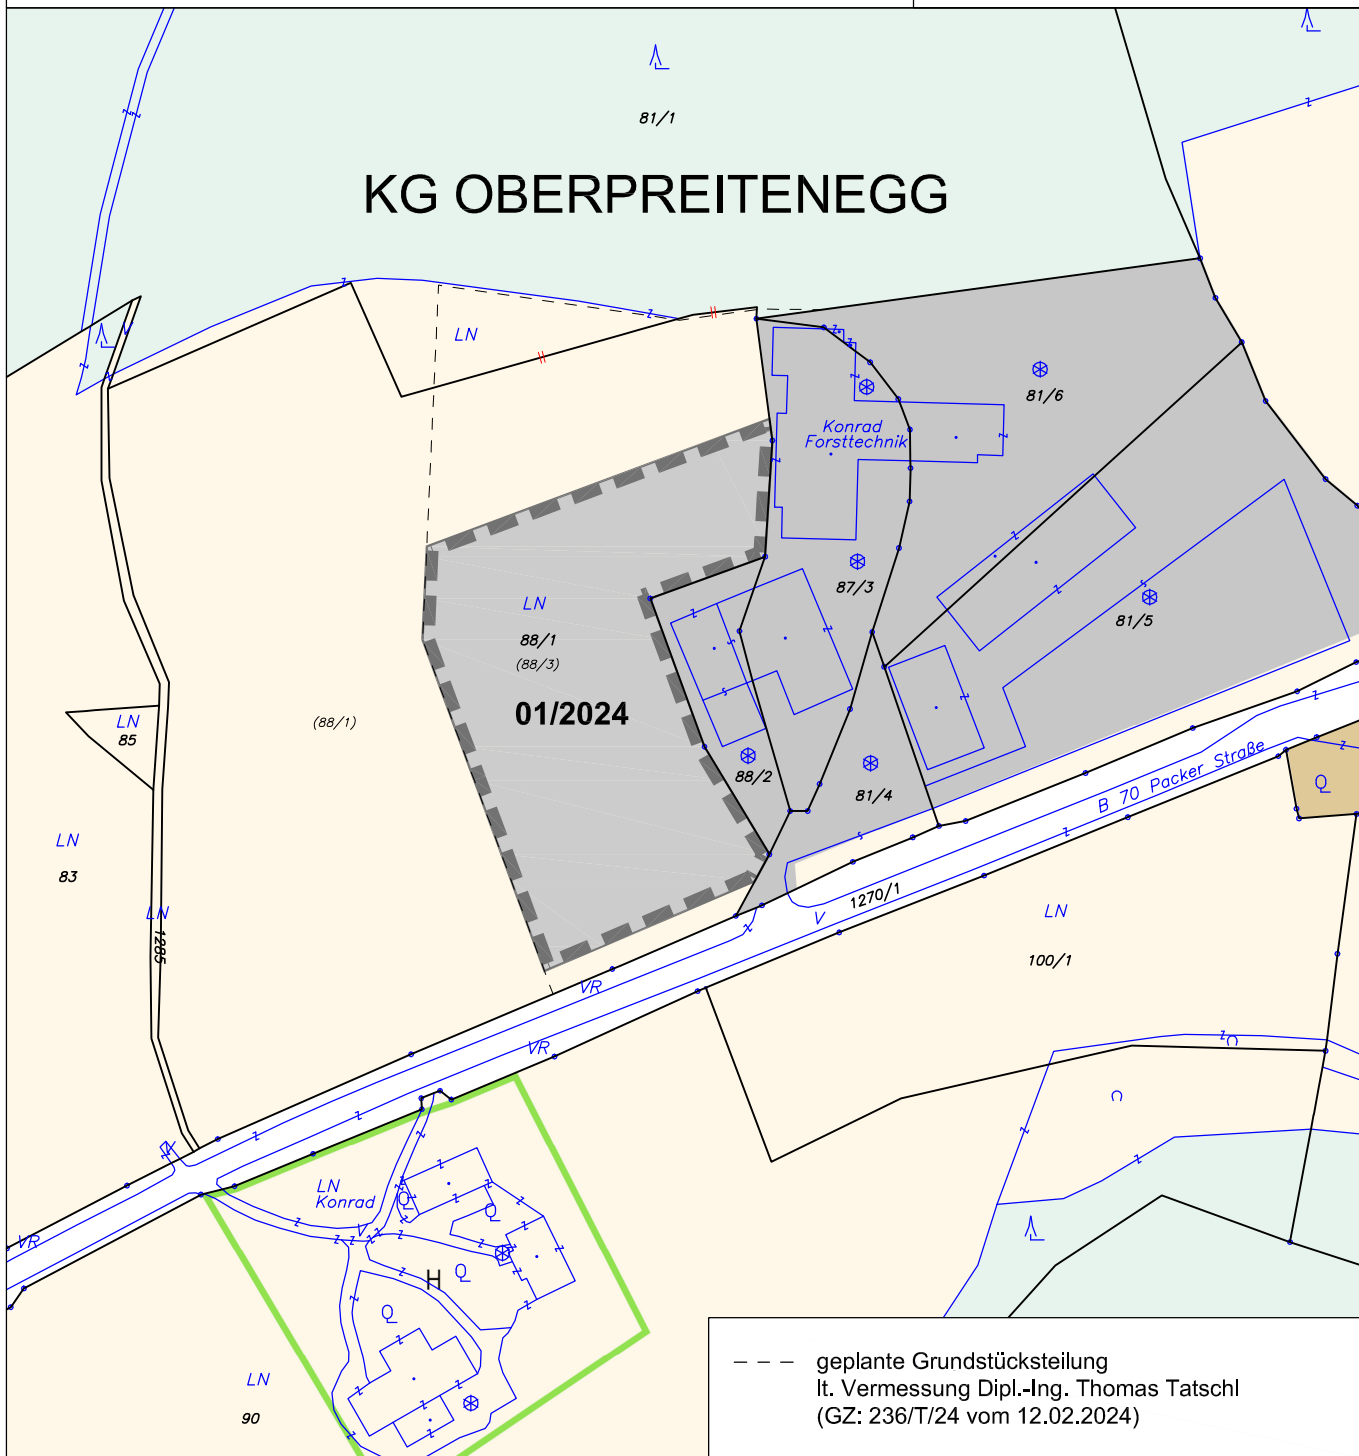 81/1
KG OBERPREITENEGG
LN
V
81/6
Konrad
Forsttechnik
87/3
81/5
LN
88/1
(88/3)
01/2024
(88/1)
LN
85
88/2
81/4
B 70 Packer Straße
Q
LN
83
LN
1285
1270/1
V
LN
100/1
VR
VR
LN
Konrad
Q
Q
V
VR
H
Q
Q
LN
90
geplante Grundstücksteilung
lt. Vermessung Dipl.-Ing. Thomas Tatschl
(GZ: 236/T/24 vom 12.02.2024)